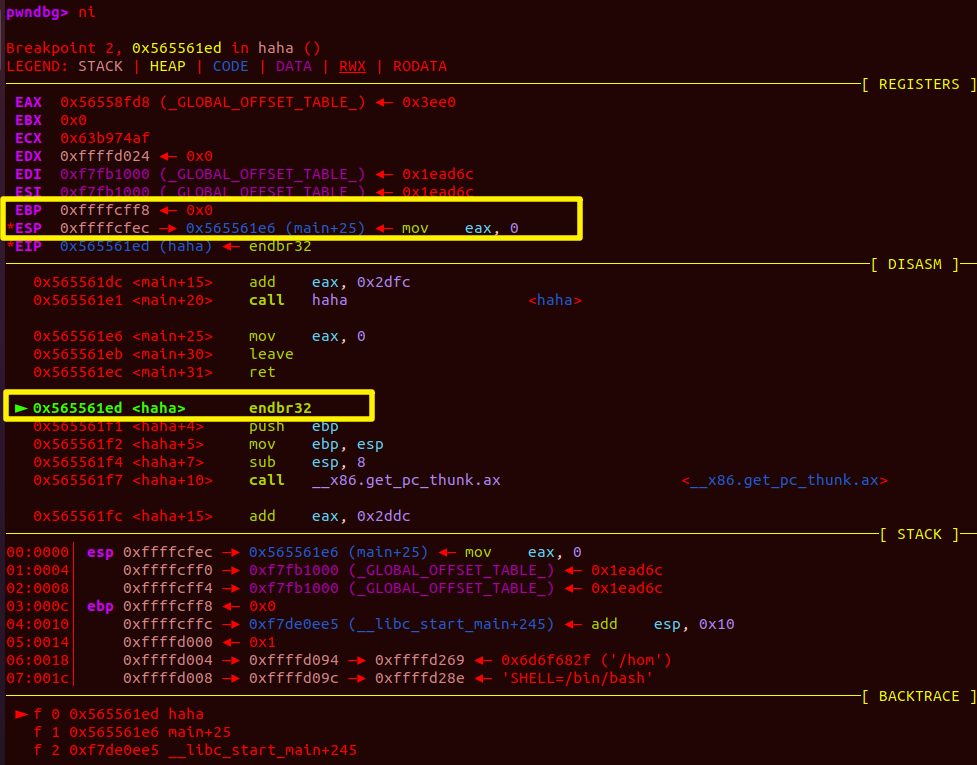 pwndbg> ni
Breakpoint 2, 0x565561ed in haha ()
LEGEND: STACK | HEAP | CODE | DATA | RWX | RODATA
[ REGISTERS ]
EAX 0x56558fd8 (_GLOBAL_OFFSET_TABLE_) ◂— 0x3ee0
EBX 0x0
ECX 0x63b974af
EDX 0xffffd024 ◂— 0x0
EDI 0xf7fb1000 (_GLOBAL_OFFSET_TABLE_) ◂— 0x1ead6c
ESI 0xf7fb1000 (_GLOBAL_OFFSET_TABLE_) ◂— 0x1ead6c
EBP 0xffffcff8 ◂— 0x0
*ESP 0xffffcfec —▸ 0x565561e6 (main+25) ◂— mov eax, 0
*EIP 0x565561ed (haha) ◂— endbr32
[ DISASM ]
0x565561dc <main+15> add eax, 0x2dfc
0x565561e1 <main+20> call haha <haha>
0x565561e6 <main+25> mov eax, 0
0x565561eb <main+30> leave
0x565561ec <main+31> ret
► 0x565561ed <haha> endbr32
0x565561f1 <haha+4> push ebp
0x565561f2 <haha+5> mov ebp, esp
0x565561f4 <haha+7> sub esp, 8
0x565561f7 <haha+10> call __x86.get_pc_thunk.ax <__x86.get_pc_thunk.ax>
0x565561fc <haha+15> add eax, 0x2ddc
[ STACK ]
00:0000│ esp 0xffffcfec —▸ 0x565561e6 (main+25) ◂— mov eax, 0
01:0004│ 0xffffcff0 —▸ 0xf7fb1000 (_GLOBAL_OFFSET_TABLE_) ◂— 0x1ead6c
02:0008│ 0xffffcff4 —▸ 0xf7fb1000 (_GLOBAL_OFFSET_TABLE_) ◂— 0x1ead6c
03:000c│ ebp 0xffffcff8 ◂— 0x0
04:0010│ 0xffffcffc —▸ 0xf7de0ee5 (__libc_start_main+245) ◂— add esp, 0x10
05:0014│ 0xffffd000 ◂— 0x1
06:0018│ 0xffffd004 —▸ 0xffffd094 —▸ 0xffffd269 ◂— 0x6d6f682f ('/hom')
07:001c│ 0xffffd008 —▸ 0xffffd09c —▸ 0xffffd28e ◂— 'SHELL=/bin/bash'
[ BACKTRACE ]
► f 0 0x565561ed haha
f 1 0x565561e6 main+25
f 2 0xf7de0ee5 __libc_start_main+245